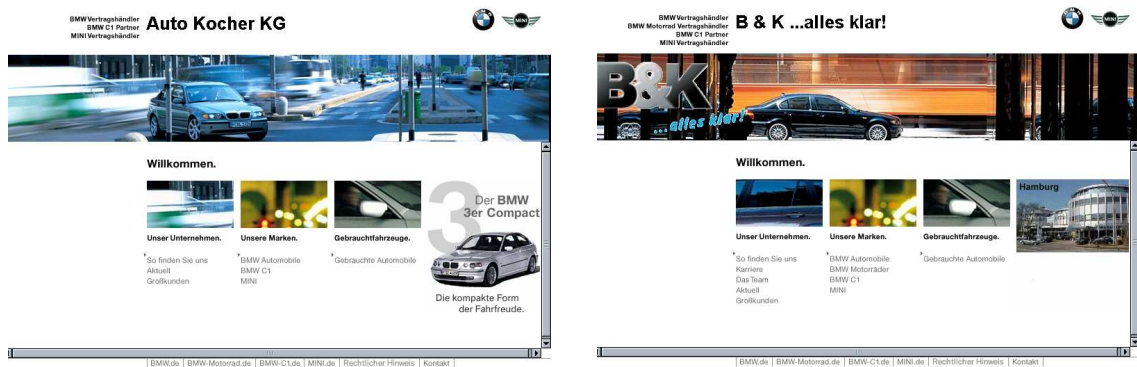 BMW Vertragshändler
BMW C1 Partner
MINI Vertragshändler
Auto Kocher KG
MINI
Willkommen.
Der BMW
3er Compact
3
Unser Unternehmen.
Unsere Marken.
Gebrauchtfahrzeuge.
So finden Sie uns
Aktuell
Großkunden
BMW Automobile
BMW C1
MINI
Gebrauchte Automobile
Die kompakte Form
der Fahrfreude.
BMW.de | BMW-Motorrad.de | BMW-C1.de | MINI.de | Rechtlicher Hinweis | Kontakt
BMW Vertragshändler
BMW Motorrad Vertragshändler
BMW C1 Partner
MINI Vertragshändler
B & K ...alles klar!
MINI
B&K
...alles klar!
Willkommen.
Hamburg
Unser Unternehmen.
Unsere Marken.
Gebrauchtfahrzeuge.
So finden Sie uns
Karriere
Das Team
Aktuell
Großkunden
BMW Automobile
BMW Motorräder
BMW C1
MINI
Gebrauchte Automobile
BMW.de | BMW-Motorrad.de | BMW-C1.de | MINI.de | Rechtlicher Hinweis | Kontakt